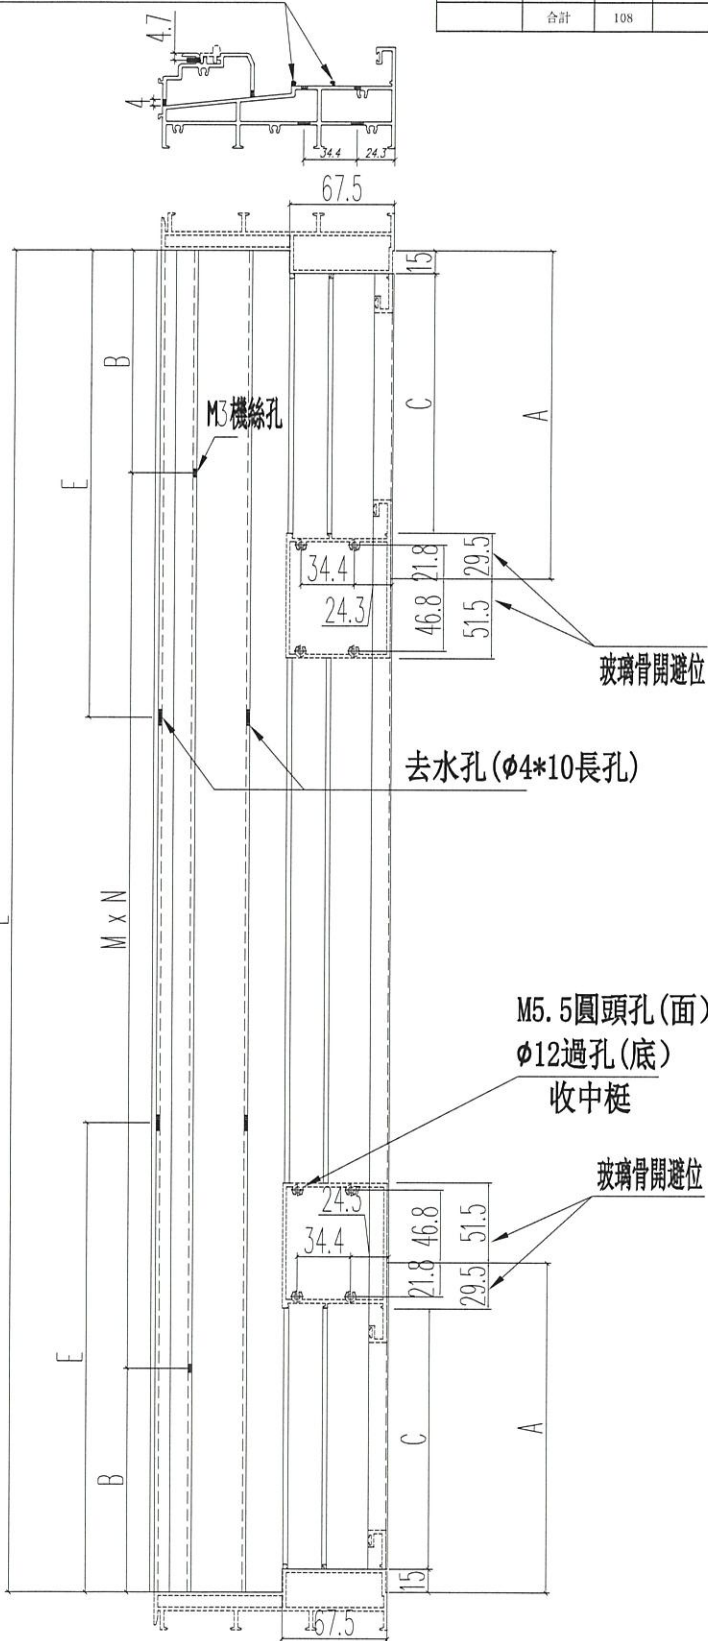 合計 108
4.7
4
34.4 24.3
67.5
15
B
C
A
E
M3機絲孔
34.4
24.3
21.8
46.8
29.5
51.5
玻璃骨開避位
去水孔(φ4*10長孔)
M x N
L
M5.5圓頭孔(面)
φ12過孔(底)
收中梃
玻璃骨開避位
24.3
34.4
46.8
21.8
51.5
29.5
E
B
C
A
15
67.5